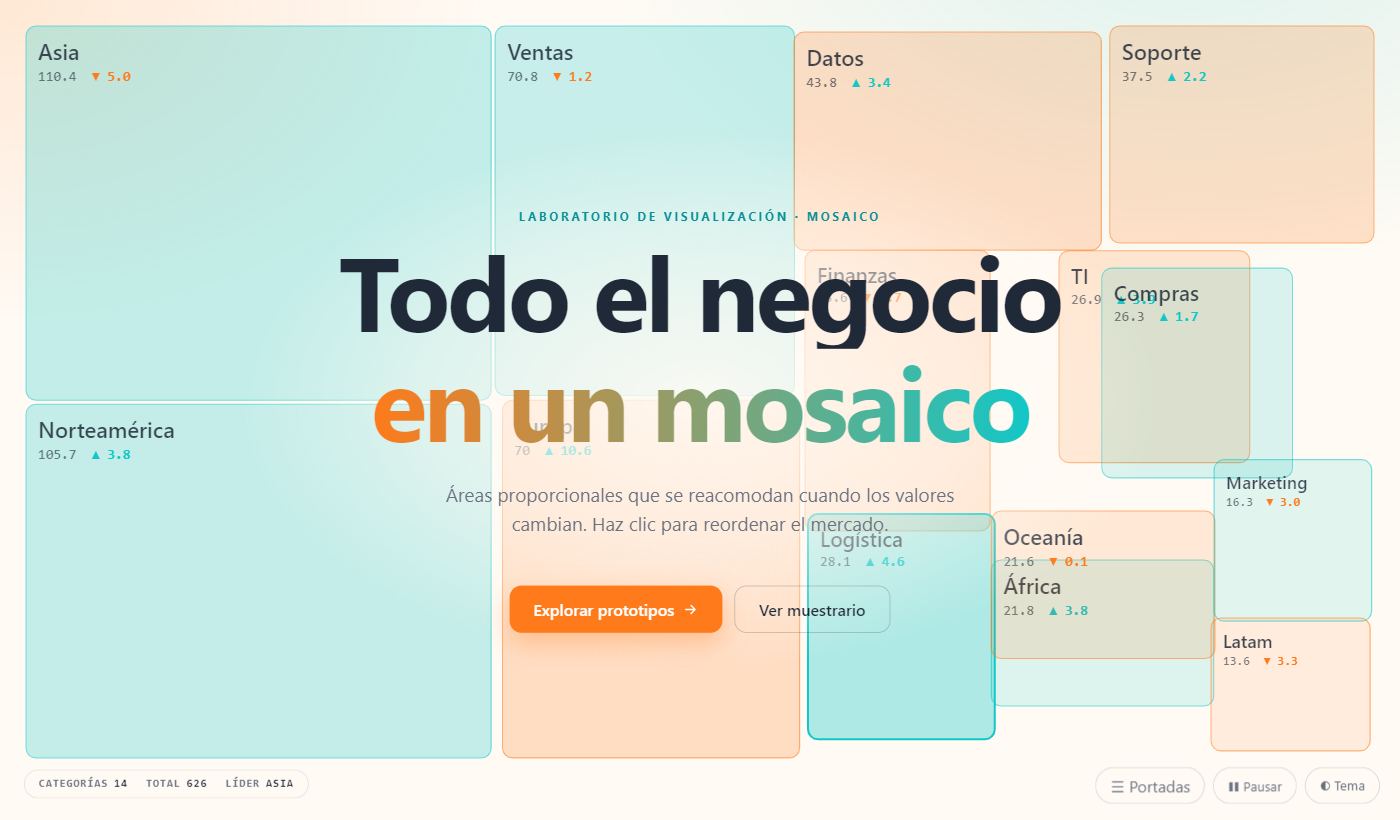 Asia
110.4 ▼ 5.0
Ventas
70.8 ▼ 1.2
Datos
43.8 ▲ 3.4
Soporte
37.5 ▲ 2.2
LABORATORIO DE VISUALIZACIÓN · MOSAICO
Todo el negocio
en un mosaico
Finanzas
TI
26.9 ▲
Compras
26.3 ▲ 1.7
Norteamérica
105.7 ▲ 3.8
70 ▲ 10.6
Marketing
16.3 ▼ 3.0
Áreas proporcionales que se reacomodan cuando los valores
cambian. Haz clic para reordenar el mercado.
Logística
28.1 ▲ 4.6
Oceanía
21.6 ▼ 0.1
África
21.8 ▲ 3.8
Latam
13.6 ▼ 3.3
Explorar prototipos →
Ver muestrario
CATEGORÍAS 14 TOTAL 626 LÍDER ASIA
☰ Portadas
Pausar
Tema